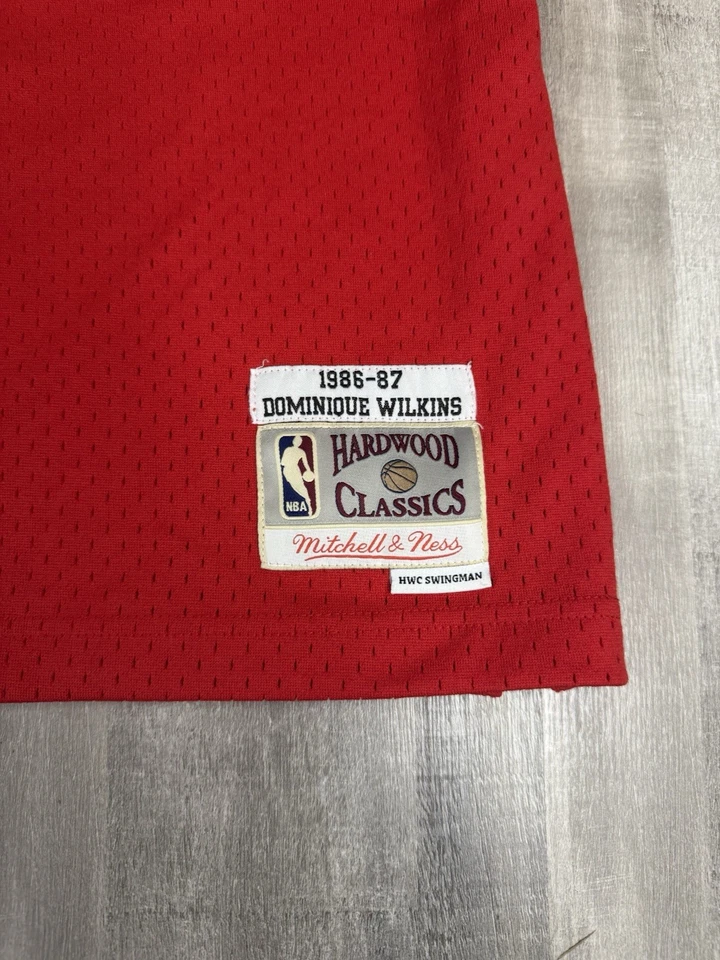 1986-87
DOMINIQUE WILKINS
HARDWOOD
CLASSICS
NBA
Mitchell & Ness
HWC SWINGMAN